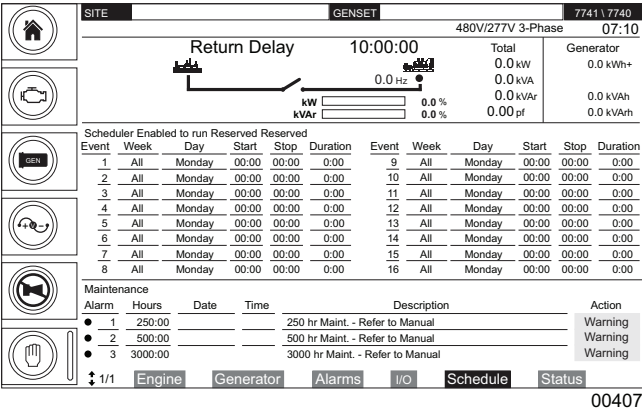 SITE GENSET 7741 \ 7740
480V/277V 3-Phase 07:10
Return Delay 10:00:00 Total Generator
0.0 kW 0.0 kWh+
0.0 Hz 0.0 kVA
0.0 kVAr 0.0 kVAh
kW 0.0 % 0.00 pf 0.0 kVArh
kVAr 0.0 %
Scheduler Enabled to run Reserved Reserved
Event Week Day Start Stop Duration Event Week Day Start Stop Duration
1 All Monday 00:00 00:00 0:00 9 All Monday 00:00 00:00 0:00
2 All Monday 00:00 00:00 0:00 10 All Monday 00:00 00:00 0:00
GEN
3 All Monday 00:00 00:00 0:00 11 All Monday 00:00 00:00 0:00
4 All Monday 00:00 00:00 0:00 12 All Monday 00:00 00:00 0:00
5 All Monday 00:00 00:00 0:00 13 All Monday 00:00 00:00 0:00
6 All Monday 00:00 00:00 0:00 14 All Monday 00:00 00:00 0:00
7 All Monday 00:00 00:00 0:00 15 All Monday 00:00 00:00 0:00
8 All Monday 00:00 00:00 0:00 16 All Monday 00:00 00:00 0:00
Maintenance
Alarm Hours Date Time Description Action
1 250:00 250 hr Maint. - Refer to Manual Warning
2 500:00 500 hr Maint. - Refer to Manual Warning
3 3000:00 3000 hr Maint. - Refer to Manual Warning
1/1 Engine Generator Alarms I/O Schedule Status
00407